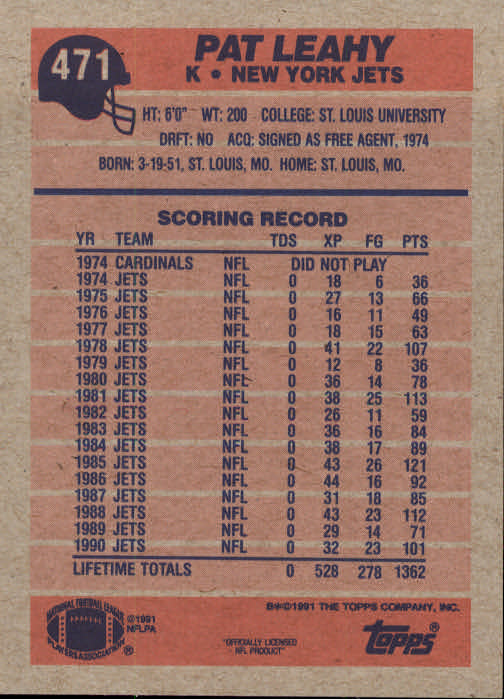 471
PAT LEAHY
K • NEW YORK JETS
HT: 6'0" WT: 200 COLLEGE: ST. LOUIS UNIVERSITY
DRFT: NO ACQ: SIGNED AS FREE AGENT, 1974
BORN: 3-19-51, ST. LOUIS, MO. HOME: ST. LOUIS, MO.
SCORING RECORD
YR TEAM TDS XP FG PTS
1974 CARDINALS NFL DID NOT PLAY
1974 JETS NFL 0 18 6 36
1975 JETS NFL 0 27 13 66
1976 JETS NFL 0 16 11 49
1977 JETS NFL 0 18 15 63
1978 JETS NFL 0 41 22 107
1979 JETS NFL 0 12 8 36
1980 JETS NFL 0 36 14 78
1981 JETS NFL 0 38 25 113
1982 JETS NFL 0 26 11 59
1983 JETS NFL 0 36 16 84
1984 JETS NFL 0 38 17 89
1985 JETS NFL 0 43 26 121
1986 JETS NFL 0 44 16 92
1987 JETS NFL 0 31 18 85
1988 JETS NFL 0 43 23 112
1989 JETS NFL 0 29 14 71
1990 JETS NFL 0 32 23 101
LIFETIME TOTALS 0 528 278 1362
NATIONAL FOOTBALL LEAGUE
PLAYERS ASSOCIATION
©1991
NFLPA
B*©1991 THE TOPPS COMPANY, INC.
"OFFICIALLY LICENSED
NFL PRODUCT"
TOPPS®